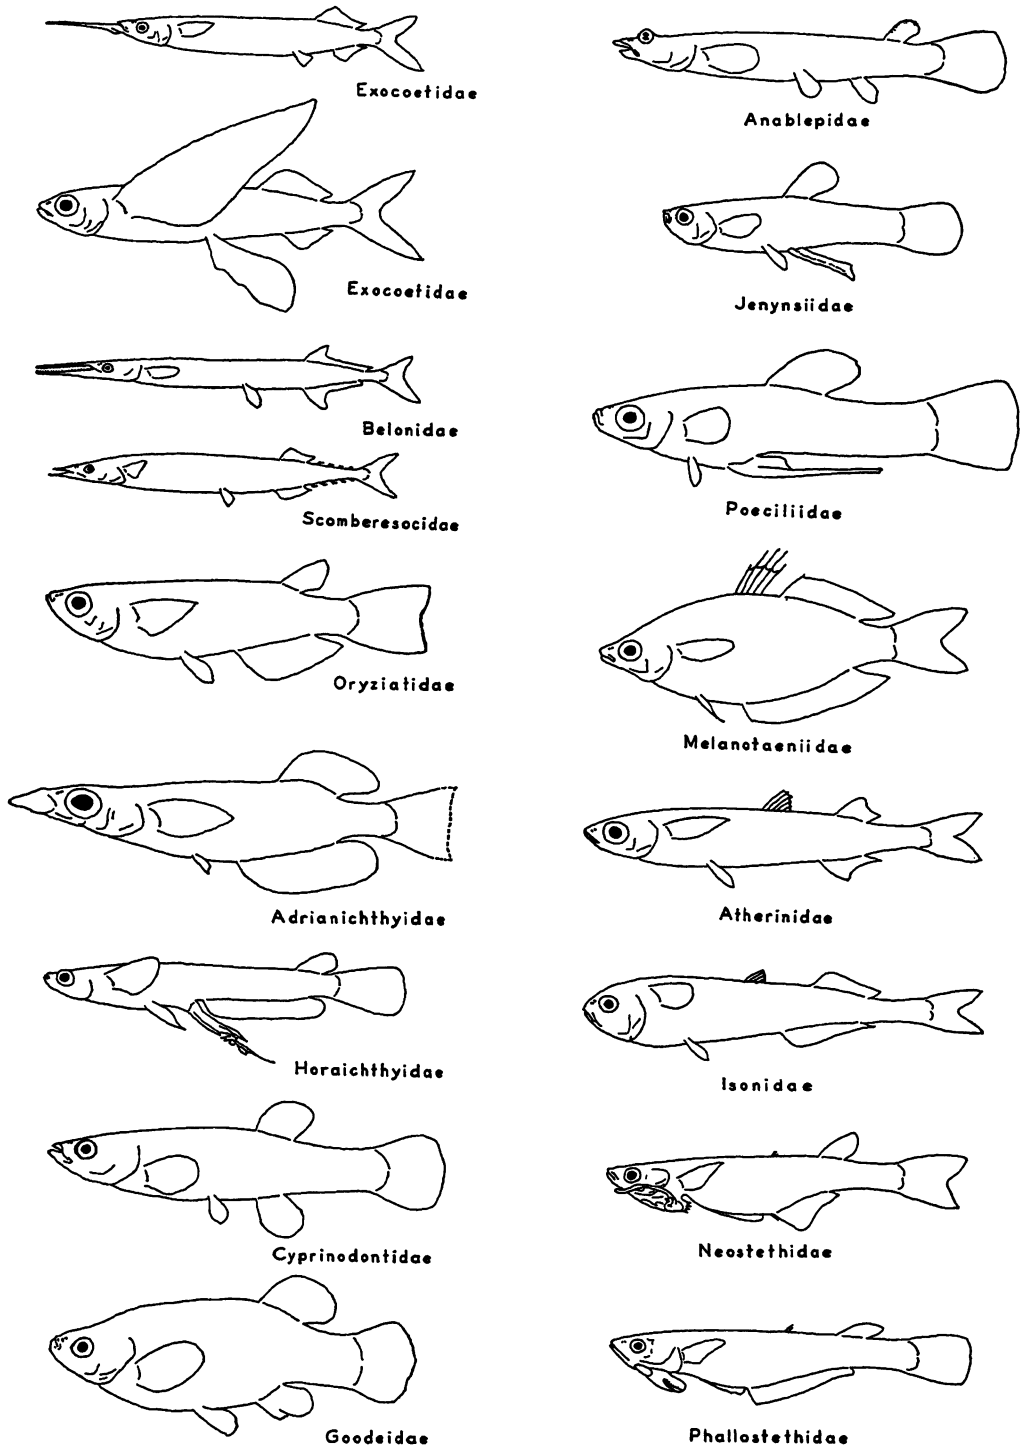 Exocoetidae
Exocoetidae
Belonidae
Scomberesocidae
Oryziatidae
Adrianichthyidae
Horaichthyidae
Cyprinodontidae
Goodeidae
Anablepidae
Jenynsiidae
Poeciliidae
Melanotaeniidae
Atherinidae
Isonidae
Neostethidae
Phallostethidae